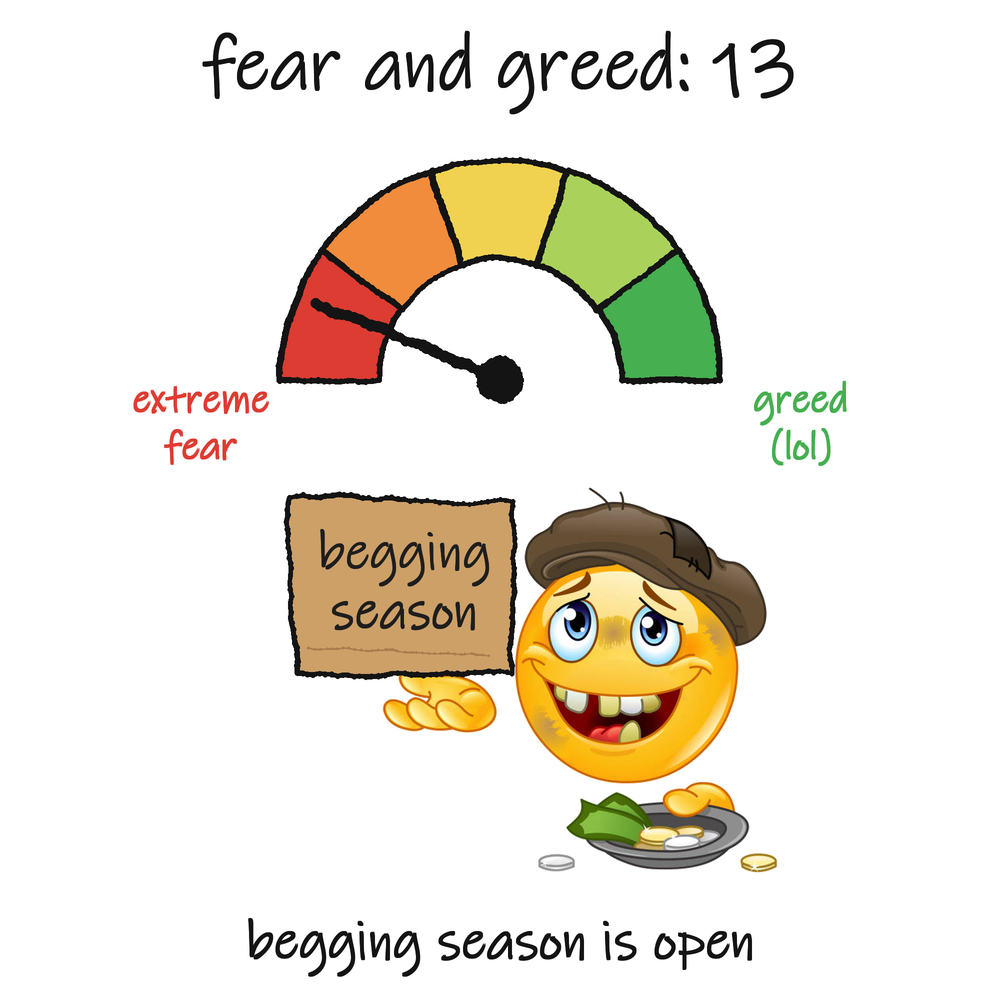 fear and greed: 13
extreme
fear
greed
(lol)
begging
season
begging season is open